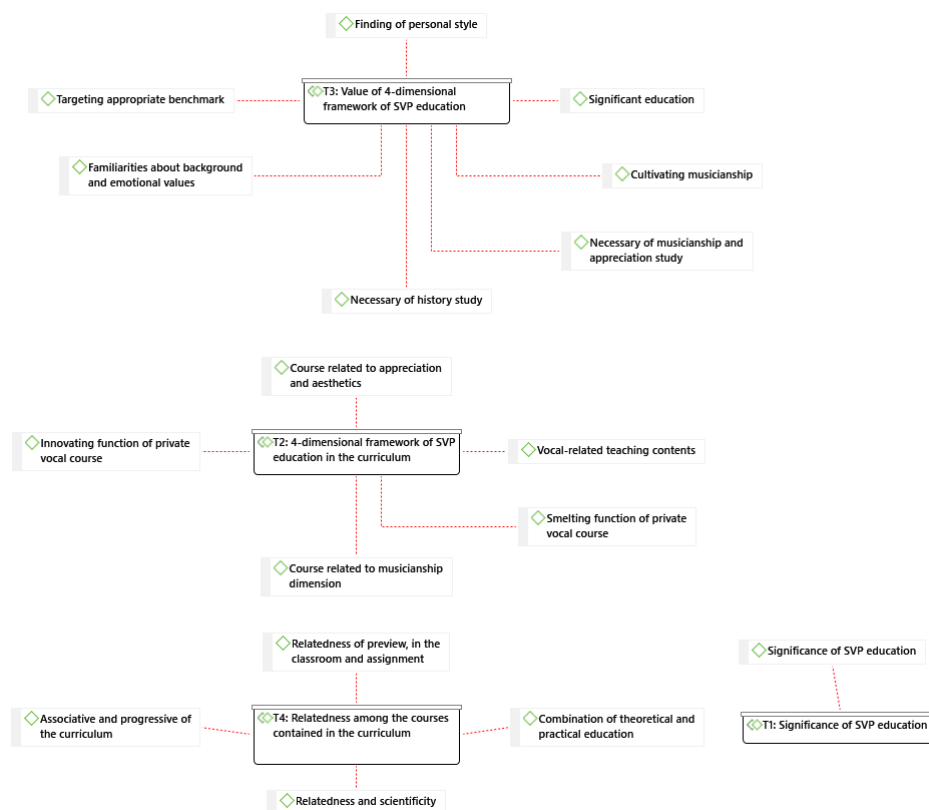 Finding of personal style
T3: Value of 4-dimensional
framework of SVP education
Targeting appropriate benchmark
Significant education
Familiarities about background
and emotional values
Cultivating musicianship
Necessary of musicianship and
appreciation study
Necessary of history study
Course related to appreciation
and aesthetics
Innovating function of private
vocal course
T2: 4-dimensional framework of SVP
education in the curriculum
Vocal-related teaching contents
Smelting function of private
vocal course
Course related to musicianship
dimension
Relatedness of preview, in the
classroom and assignment
Significance of SVP education
Associative and progressive of
the curriculum
T4: Relatedness among the courses
contained in the curriculum
Combination of theoretical and
practical education
T1: Significance of SVP education
Relatedness and scientificity